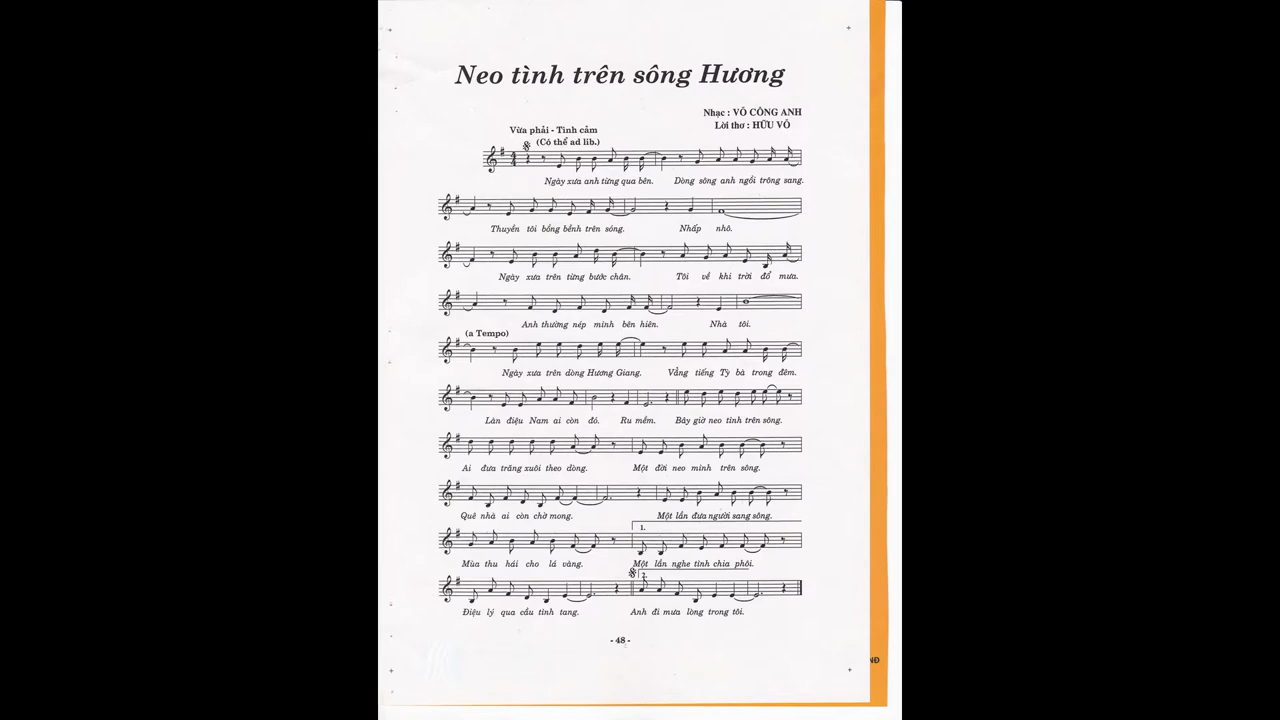 Neo tình trên sông Hương
Nhạc : VÕ CÔNG ANH
Lời thơ : HỮU VÕ
Vừa phải - Tình cảm
(Có thể ad lib.)
Ngày xưa anh từng qua bên. Dòng sông anh ngồi trông sang.
Thuyền tôi bồng bềnh trên sóng. Nhấp nhô.
Ngày xưa trên từng bước chân. Tôi về khi trời đổ mưa.
Anh thường nép mình bên hiên. Nhà tôi.
(a Tempo)
Ngày xưa trên dòng Hương Giang. Vẳng tiếng Tỳ bà trong đêm.
Làn điệu Nam ai còn đó. Ru mềm. Bây giờ neo tình trên sông.
Ai đưa trăng xuôi theo dòng. Một đời neo mình trên sông.
Quê nhà ai còn chờ mong. Một lần đưa người sang sông.
1.
Mùa thu hái cho lá vàng. Một lần nghe tình chia phôi.
2.
Điệu lý qua cầu tình tang. Anh đi mưa lòng trong tôi.
- 48 -
NĐ